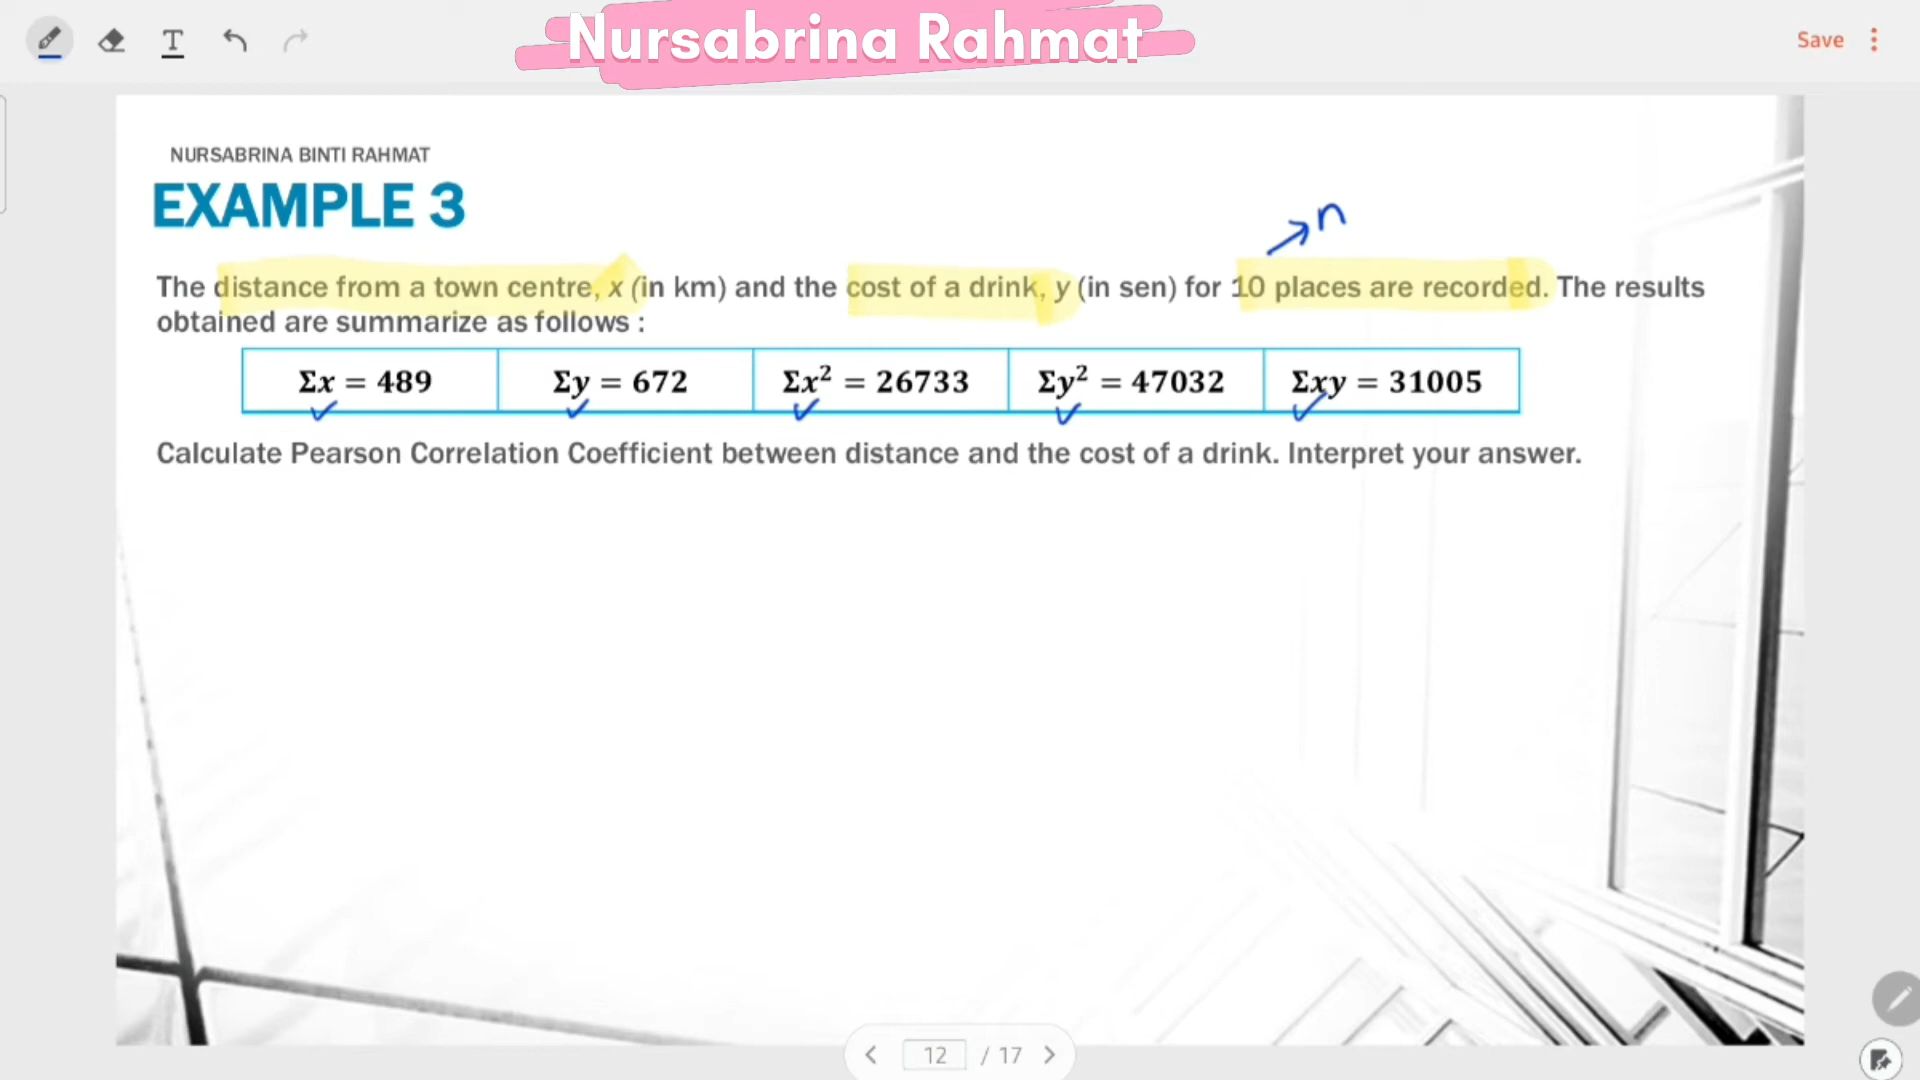 Nursabrina Rahmat
T
Save
NURSABRINA BINTI RAHMAT
EXAMPLE 3
n
The distance from a town centre, x (in km) and the cost of a drink, y (in sen) for 10 places are recorded. The results
obtained are summarize as follows :
Σx = 489 Σy = 672 Σx² = 26733 Σy² = 47032 Σxy = 31005
Calculate Pearson Correlation Coefficient between distance and the cost of a drink. Interpret your answer.
12 / 17